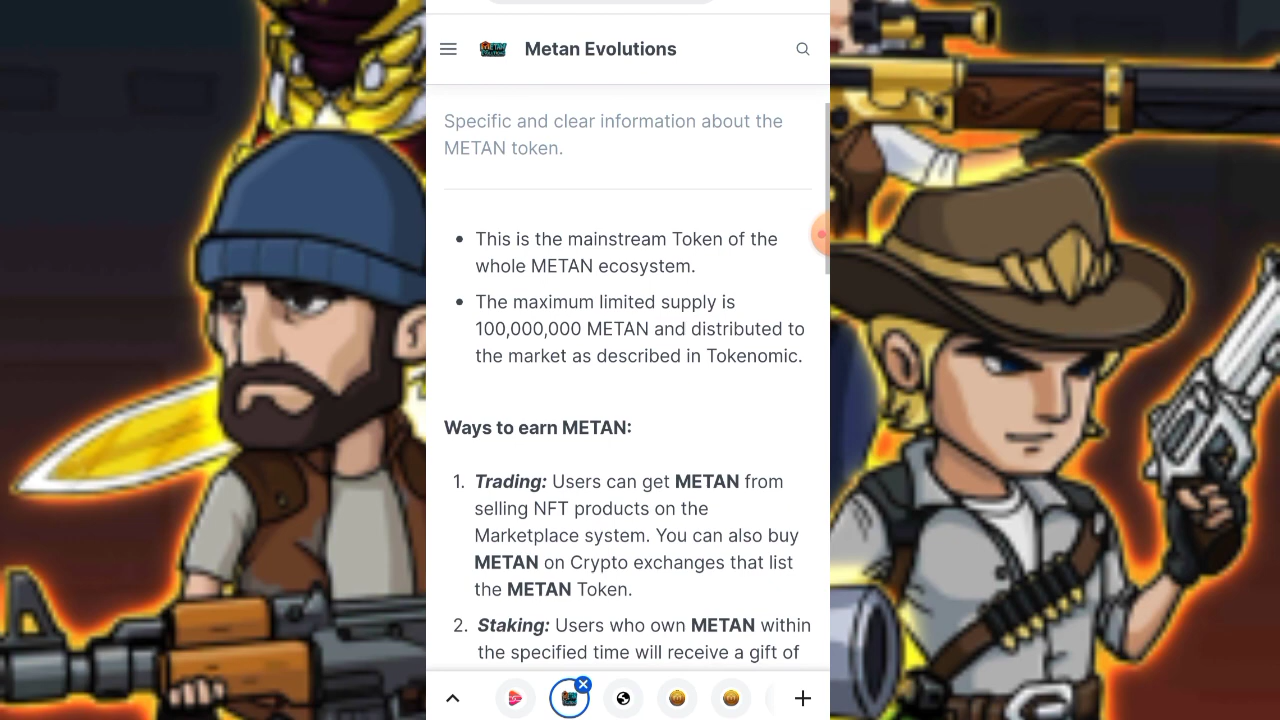 Metan Evolutions
Specific and clear information about the
METAN token.
• This is the mainstream Token of the
whole METAN ecosystem.
• The maximum limited supply is
100,000,000 METAN and distributed to
the market as described in Tokenomic.
Ways to earn METAN:
1. Trading: Users can get METAN from
selling NFT products on the
Marketplace system. You can also buy
METAN on Crypto exchanges that list
the METAN Token.
2. Staking: Users who own METAN within
the specified time will receive a gift of